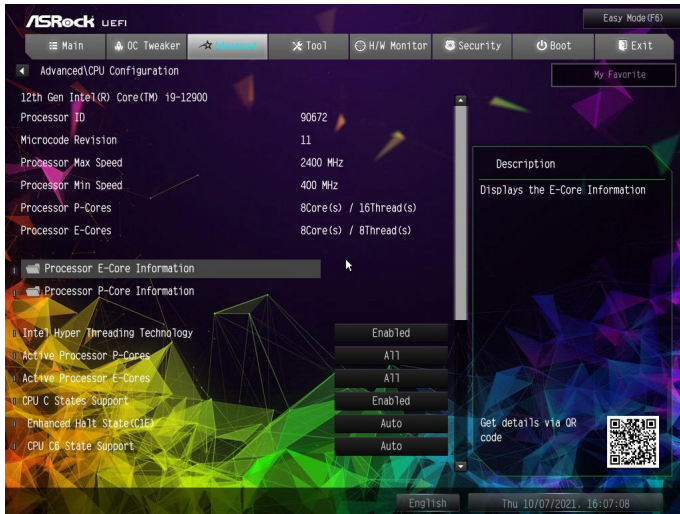 ASRock UEFI
Easy Mode(F6)
Main OC Tweaker Advanced Tool H/W Monitor Security Boot Exit
Advanced\CPU Configuration
My Favorite
12th Gen Intel(R) Core(TM) i9-12900
Processor ID 90672
Microcode Revision 11
Processor Max Speed 2400 MHz
Processor Min Speed 400 MHz
Processor P-Cores 8Core(s) / 16Thread(s)
Processor E-Cores 8Core(s) / 8Thread(s)
Processor E-Core Information
Processor P-Core Information
Intel Hyper Threading Technology Enabled
Active Processor P-Cores All
Active Processor E-Cores All
CPU C States Support Enabled
Enhanced Halt State(C1E) Auto
CPU C6 State Support Auto
Description
Displays the E-Core Information
Get details via QR
code
English
Thu 10/07/2021. 16:07:08